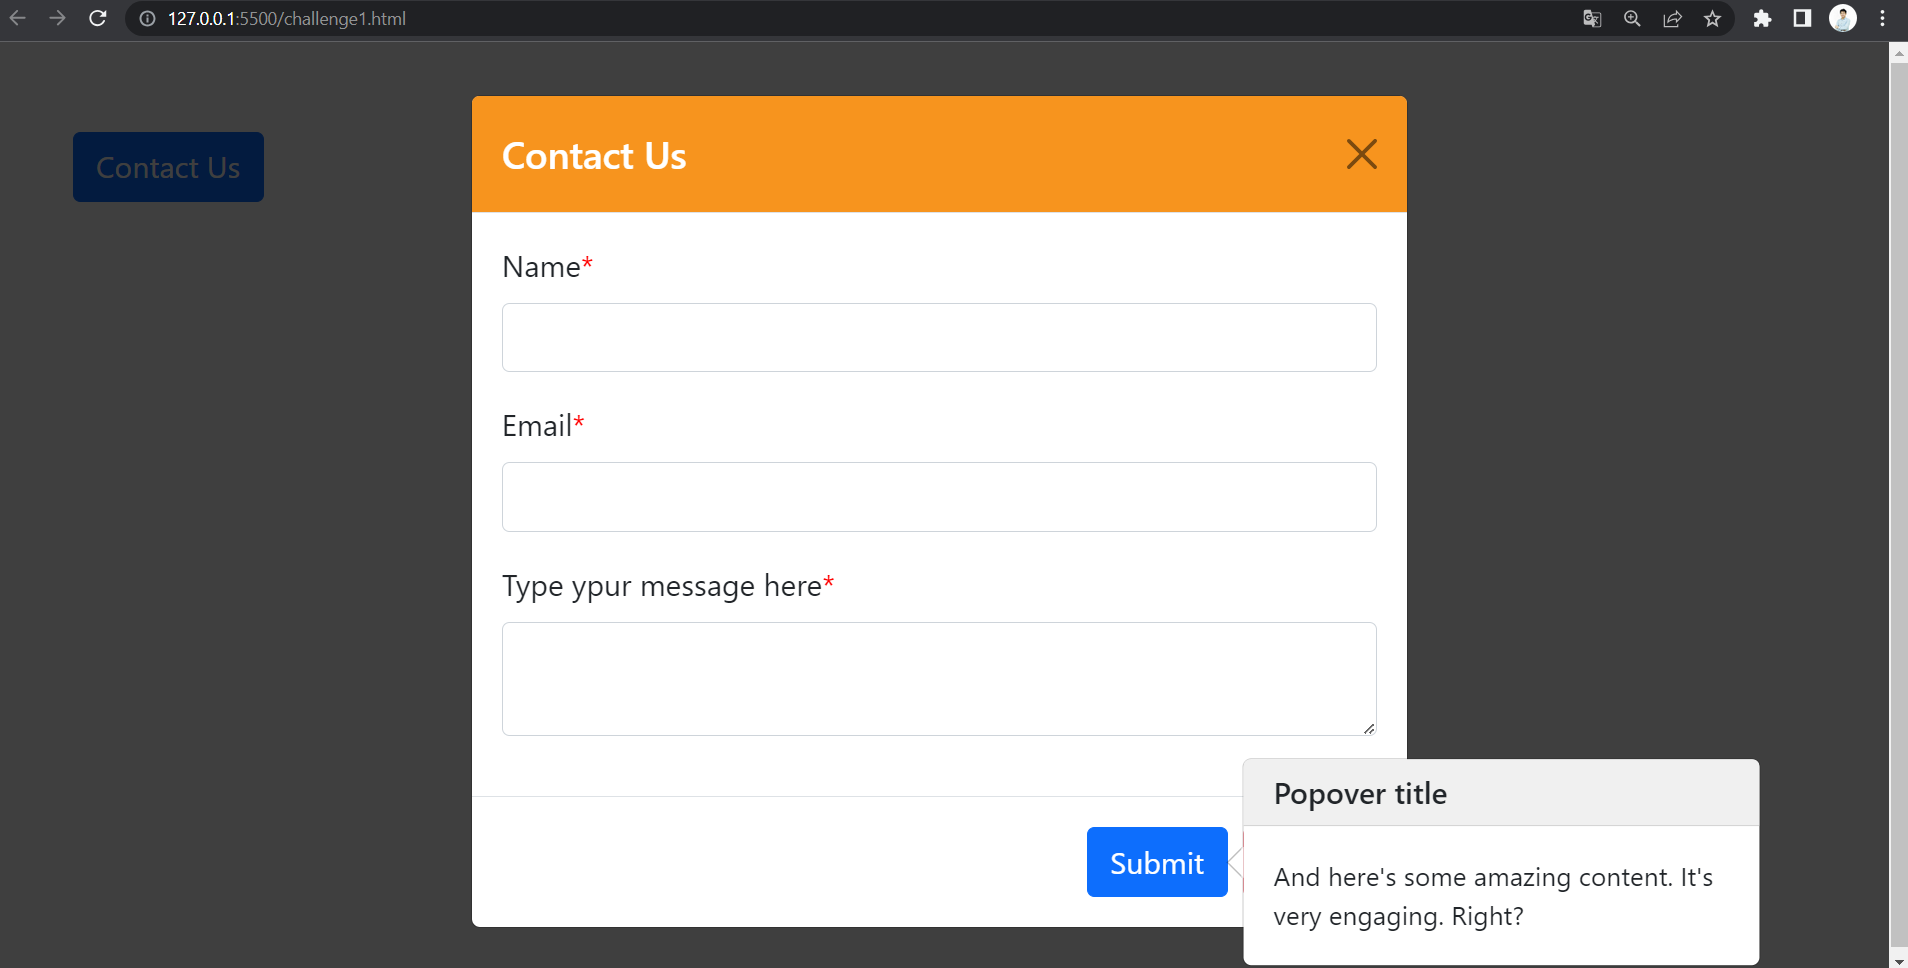 127.0.0.1:5500/challenge1.html
Contact Us
Contact Us
Name*
Email*
Type ypur message here*
Popover title
Submit
And here's some amazing content. It's
very engaging. Right?